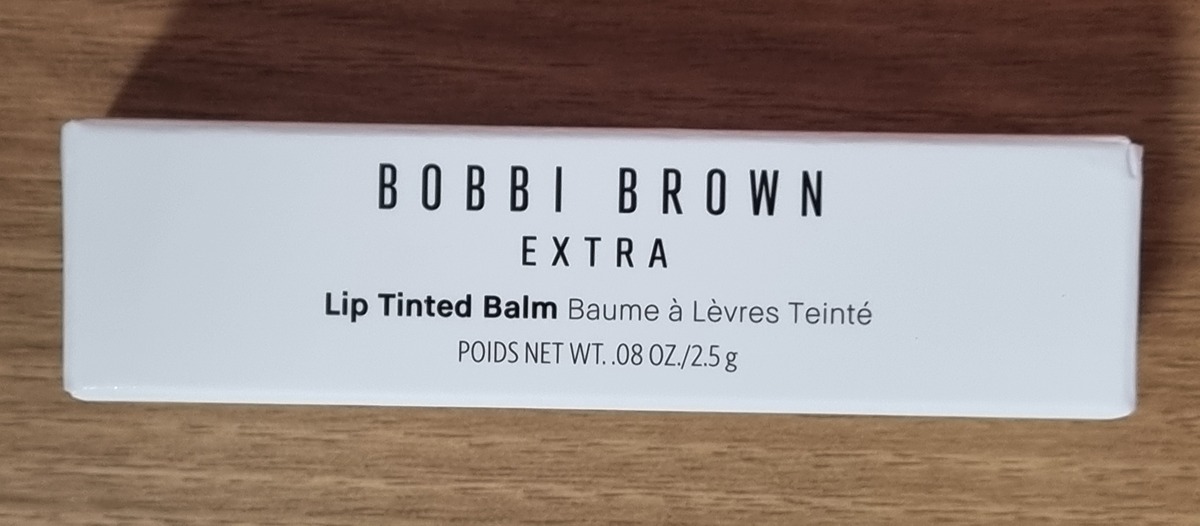 BOBBI BROWN
EXTRA
Lip Tinted Balm Baume à Lèvres Teinté
POIDS NET WT. .08 OZ./2.5 g